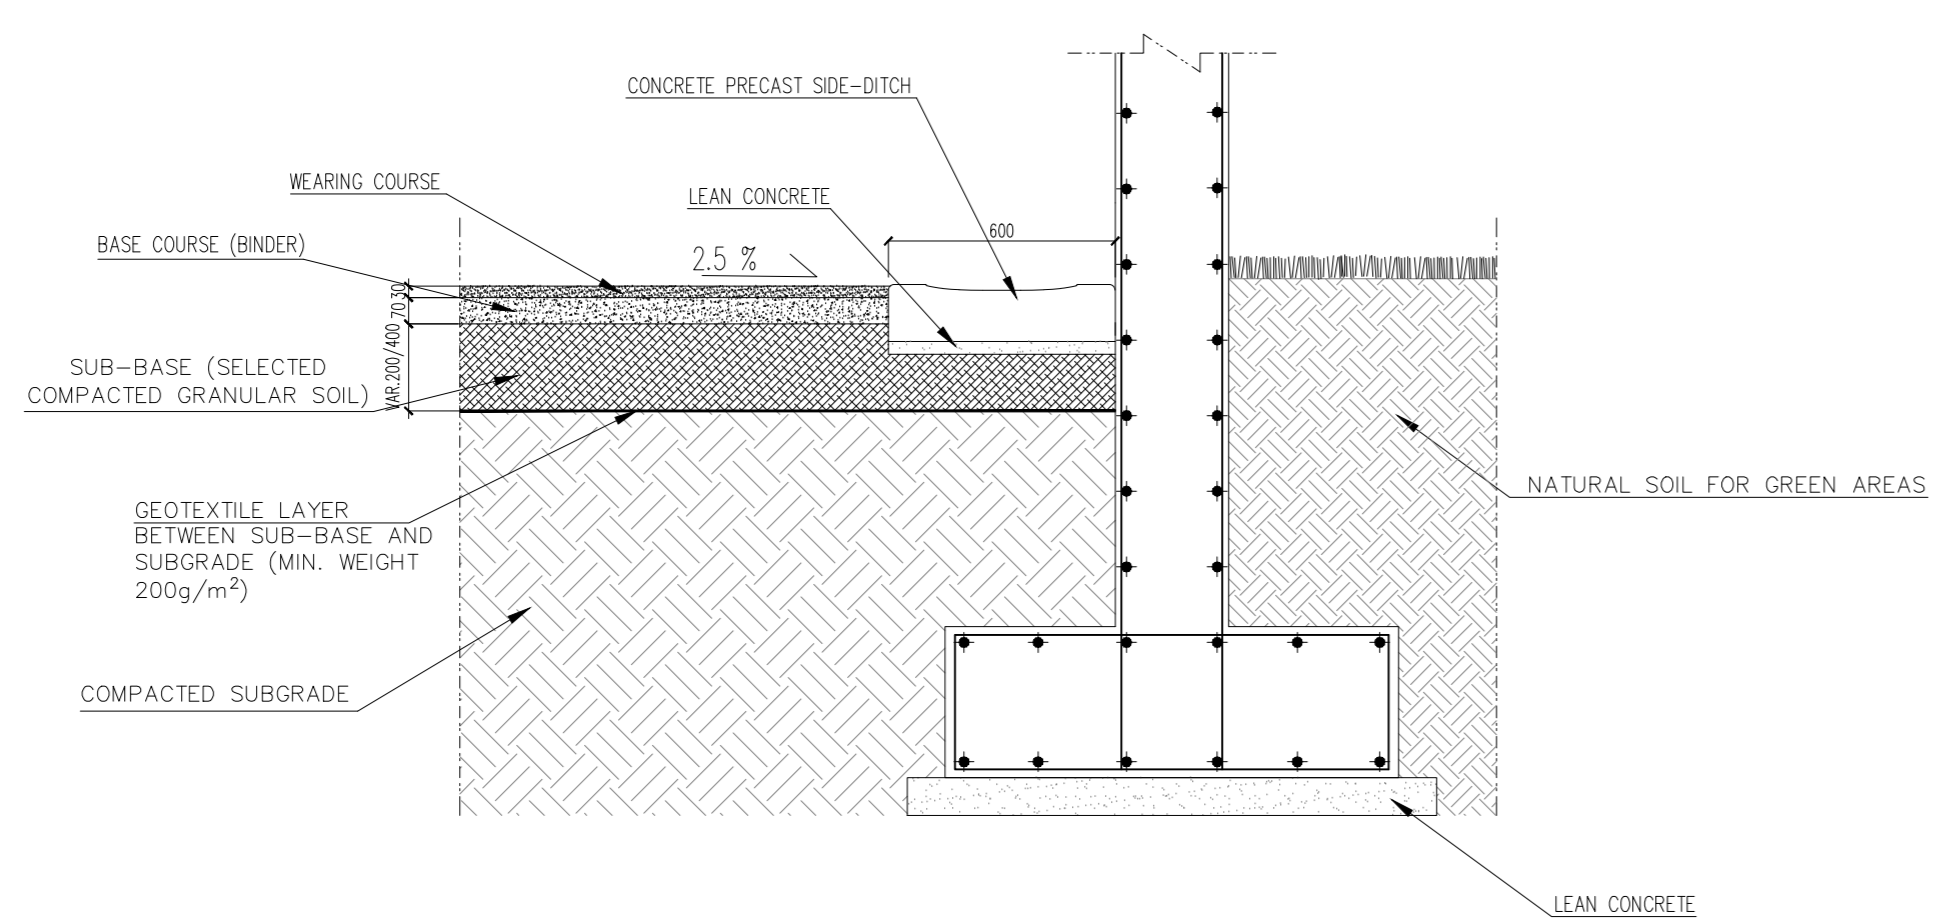 CONCRETE PRECAST SIDE-DITCH
WEARING COURSE
LEAN CONCRETE
600
BASE COURSE (BINDER)
2.5 %
30
70
VAR.200/400
SUB-BASE (SELECTED
COMPACTED GRANULAR SOIL)
NATURAL SOIL FOR GREEN AREAS
GEOTEXTILE LAYER
BETWEEN SUB-BASE AND
SUBGRADE (MIN. WEIGHT
200g/m²)
COMPACTED SUBGRADE
LEAN CONCRETE